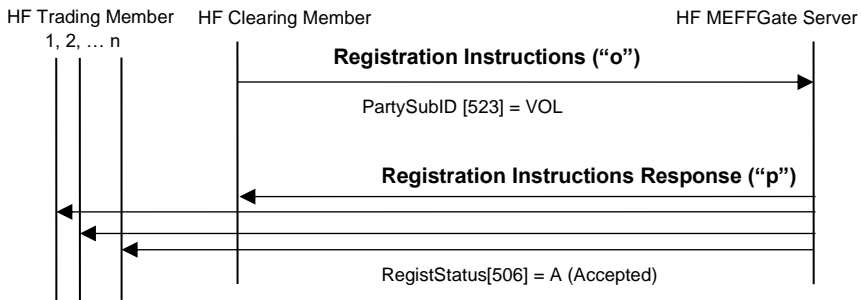 HF Trading Member
1, 2, … n
HF Clearing Member
HF MEFFGate Server
Registration Instructions (“o”)
PartySubID [523] = VOL
Registration Instructions Response (“p”)
RegistStatus[506] = A (Accepted)